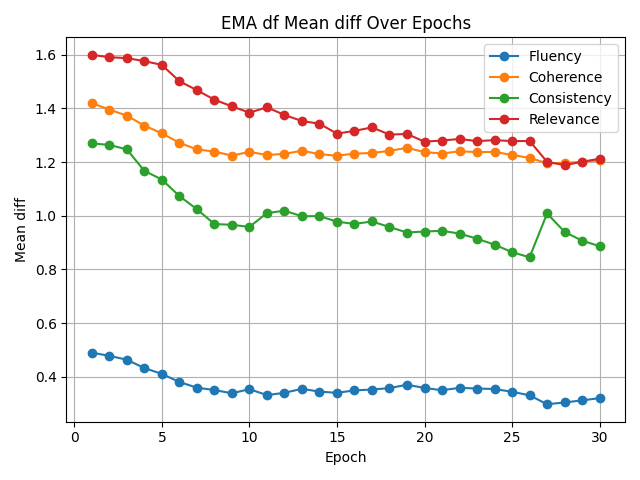 EMA df Mean diff Over Epochs
Fluency
Coherence
Consistency
Relevance
1.6
1.4
1.2
1.0
0.8
0.6
0.4
Mean diff
0
5
10
15
20
25
30
Epoch